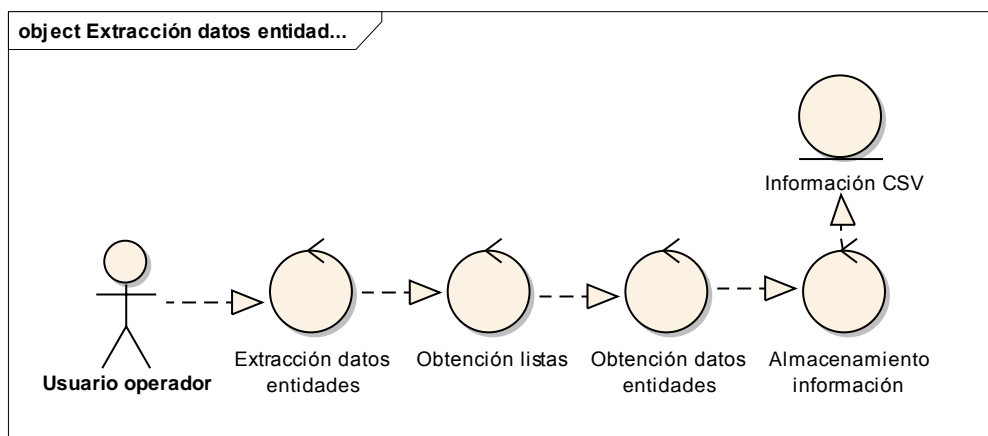 object Extracción datos entidad...
Información CSV
Usuario operador
Extracción datos
entidades
Obtención listas
Obtención datos
entidades
Almacenamiento
información